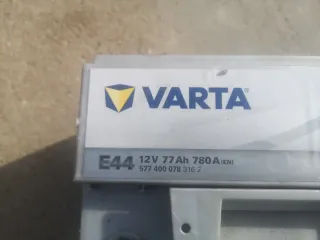 VARTA
E44 12V 77Ah 780A (EN)
577 400 078 316 2